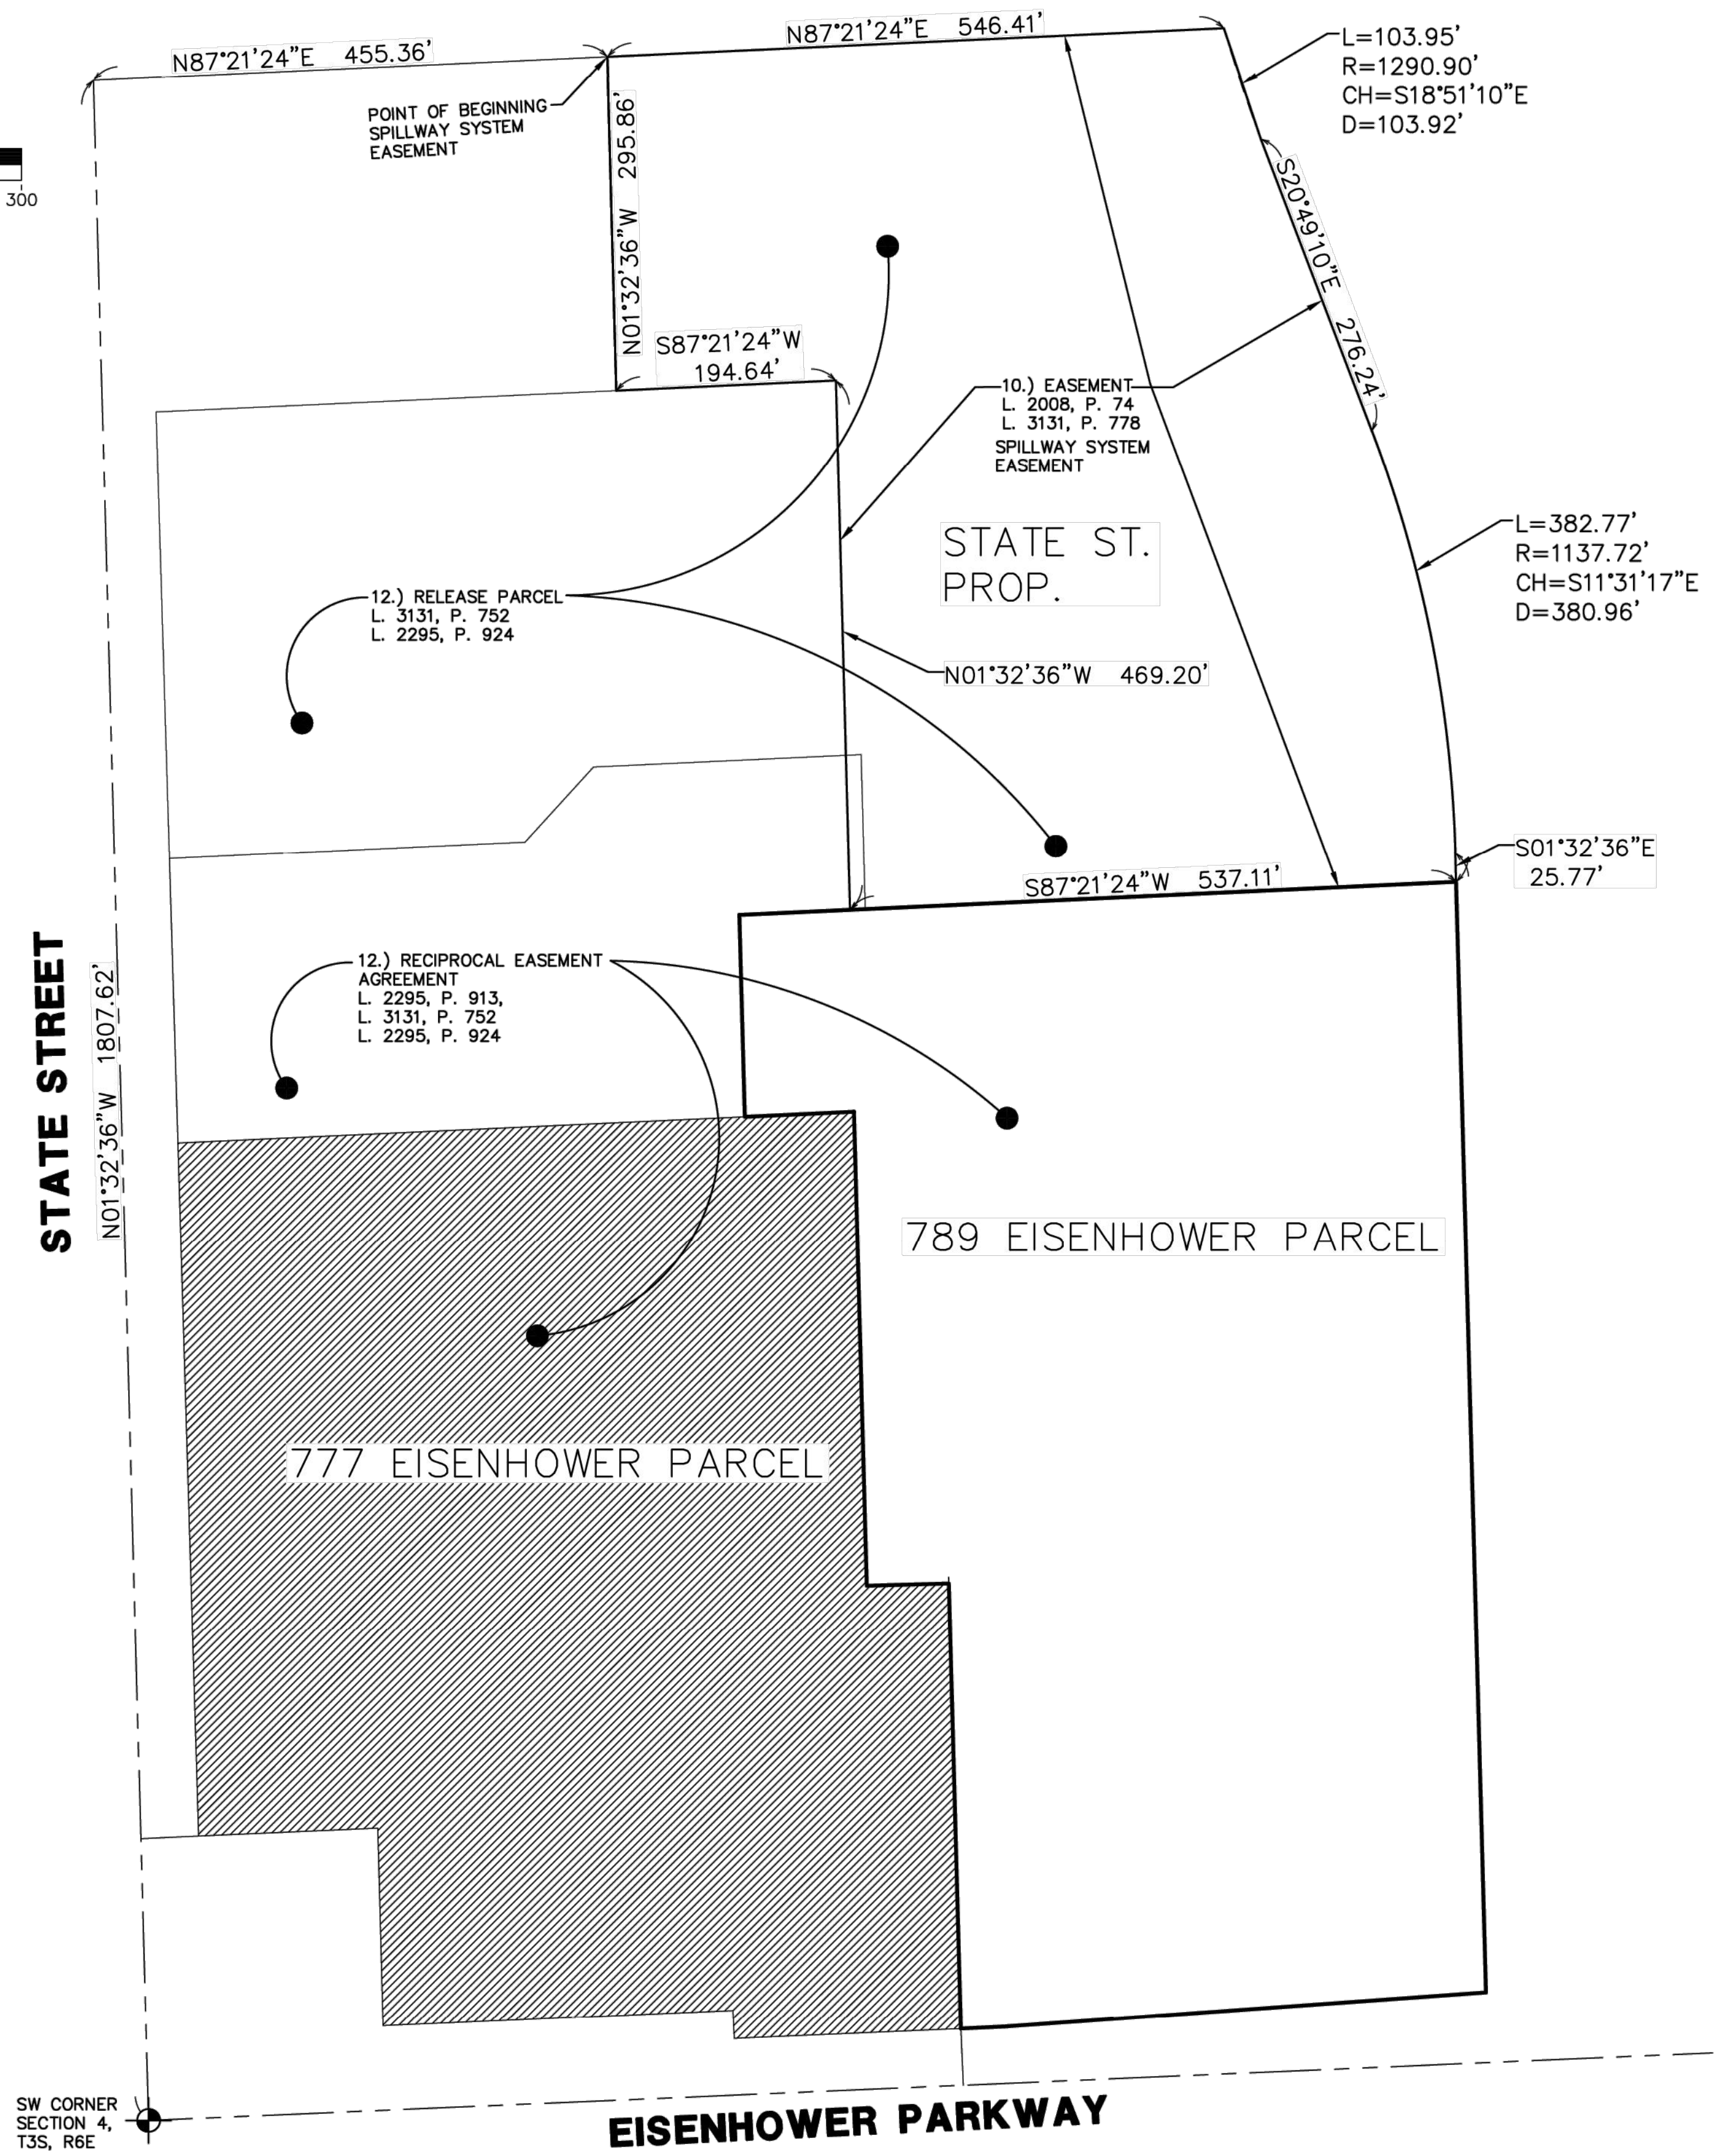 N87°21'24"E 455.36'
N87°21'24"E 546.41'
L=103.95'
R=1290.90'
CH=S18°51'10"E
D=103.92'
POINT OF BEGINNING
SPILLWAY SYSTEM
EASEMENT
300
N01°32'36"W 295.86'
S20°49'10"E 276.24'
S87°21'24"W
194.64'
10.) EASEMENT
L. 2008, P. 74
L. 3131, P. 778
SPILLWAY SYSTEM
EASEMENT
STATE ST.
PROP.
L=382.77'
R=1137.72'
CH=S11°31'17"E
D=380.96'
12.) RELEASE PARCEL
L. 3131, P. 752
L. 2295, P. 924
N01°32'36"W 469.20'
S01°32'36"E
25.77'
S87°21'24"W 537.11'
STATE STREET
N01°32'36"W 1807.62'
12.) RECIPROCAL EASEMENT
AGREEMENT
L. 2295, P. 913,
L. 3131, P. 752
L. 2295, P. 924
789 EISENHOWER PARCEL
777 EISENHOWER PARCEL
SW CORNER
SECTION 4,
T3S, R6E
EISENHOWER PARKWAY